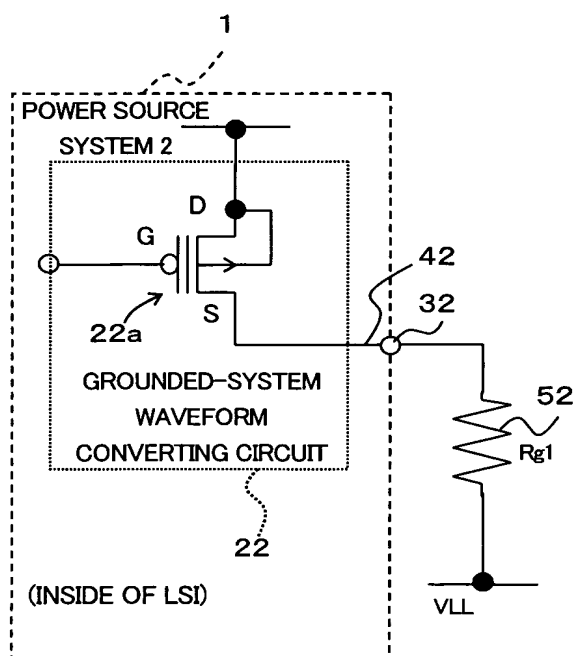 1
POWER SOURCE
SYSTEM 2
D
G
42
32
22a
S
GROUNDED-SYSTEM
WAVEFORM
CONVERTING CIRCUIT
52
Rg1
22
(INSIDE OF LSI)
VLL